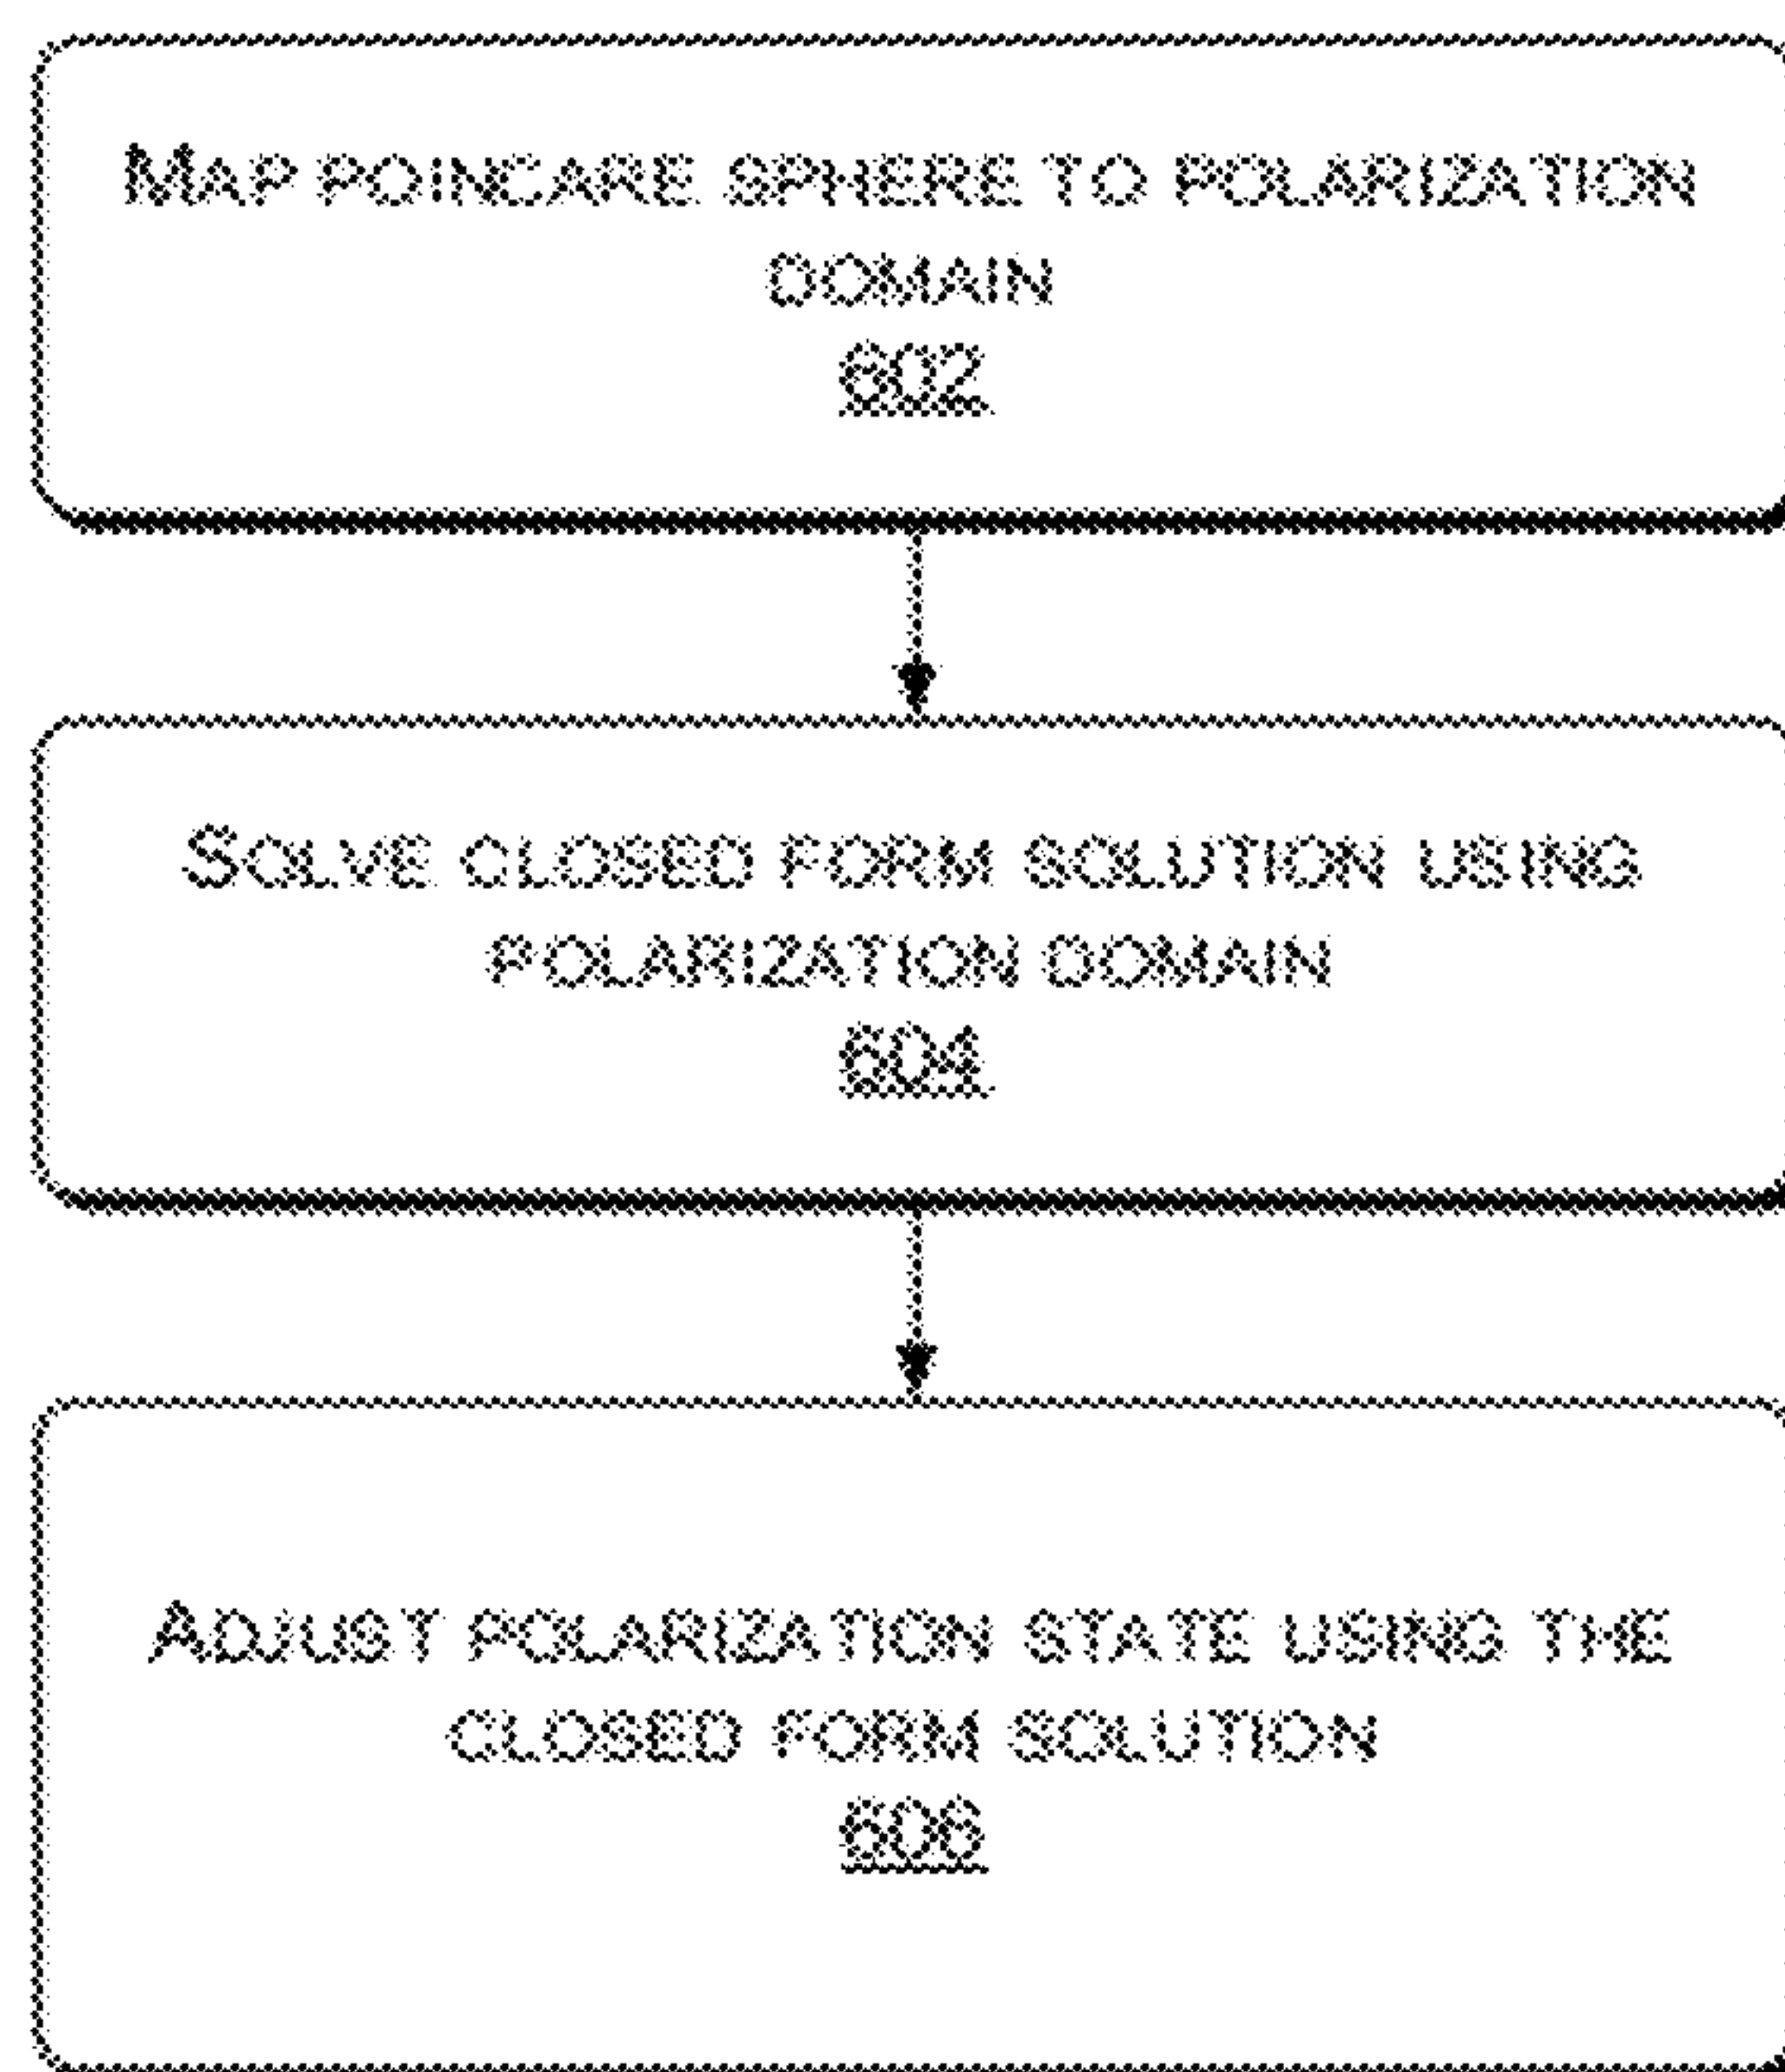 MAP POINCARE SPHERE TO POLARIZATION
DOMAIN
602
SOLVE CLOSED FORM SOLUTION USING
POLARIZATION DOMAIN
604
ADJUST POLARIZATION STATE USING THE
CLOSED FORM SOLUTION
606